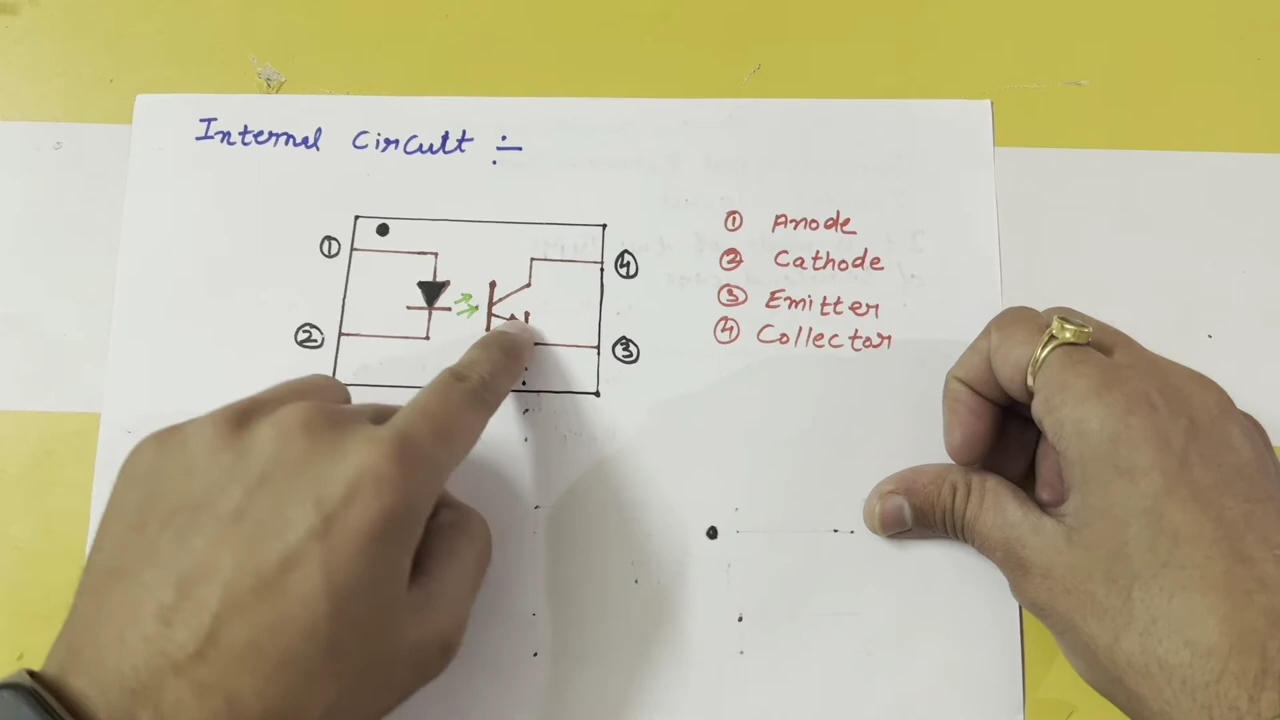 Internal Circuit :-
① Anode
② Cathode
③ Emitter
④ Collector
①
④
②
③